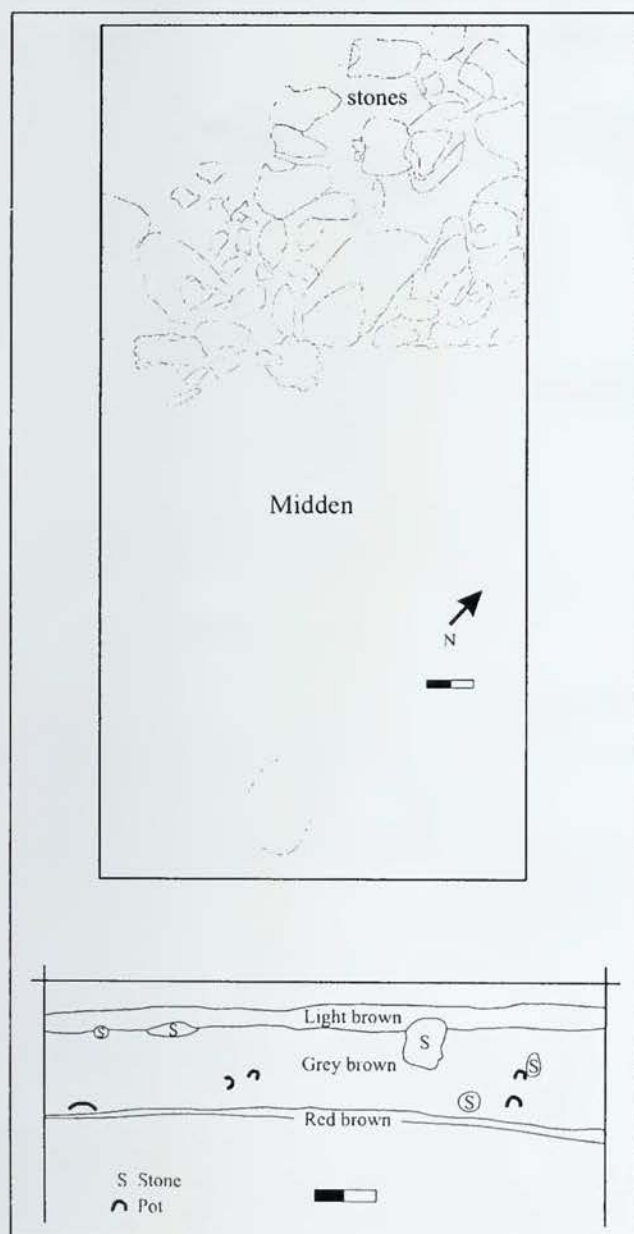 stones
Midden
N
Light brown
S
S
S
Grey brown
S
S
Red brown
S Stone
Pot